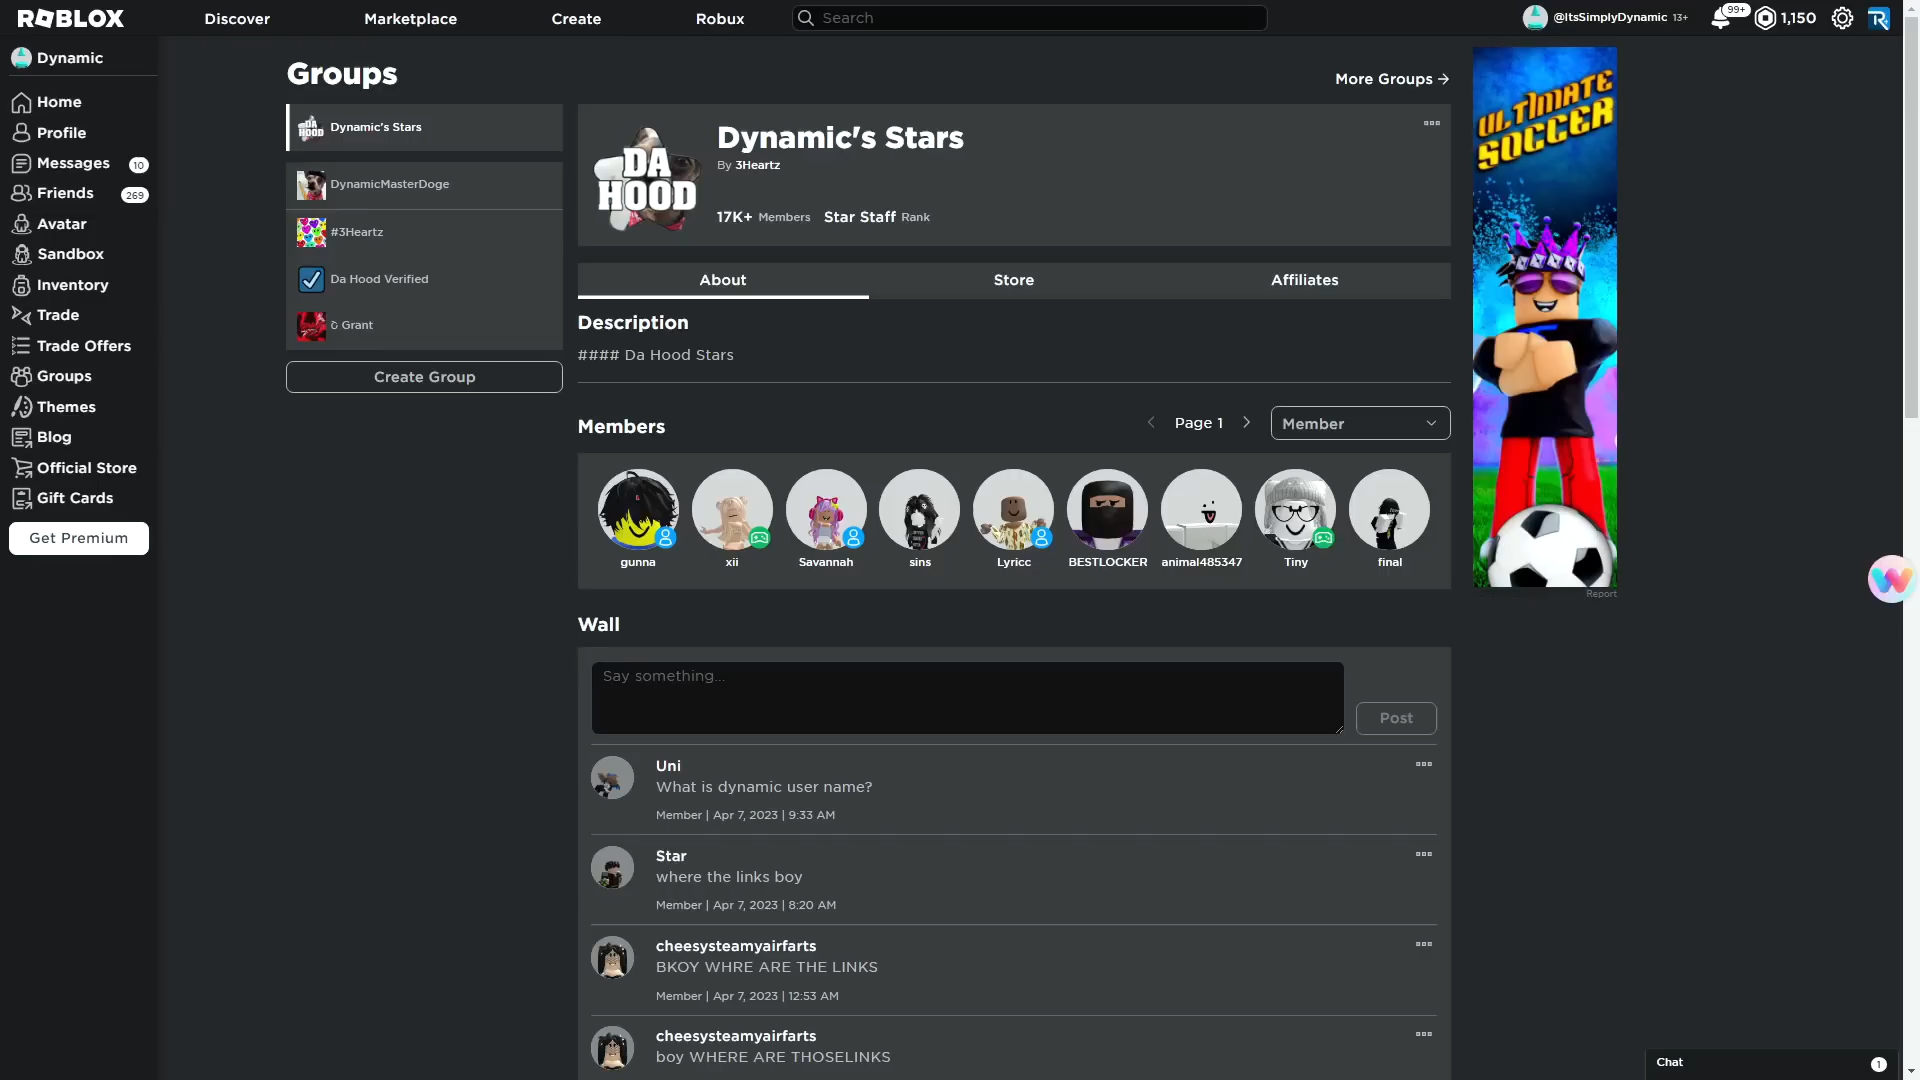 ROBLOX
Discover
Marketplace
Create
Robux
Search
@ItsSimplyDynamic 13+
99+
1,150
Dynamic
Home
Profile
Messages 10
Friends 269
Avatar
Sandbox
Inventory
Trade
Trade Offers
Groups
Themes
Blog
Official Store
Gift Cards
Get Premium
Groups
More Groups →
DA HOOD
Dynamic's Stars
DynamicMasterDoge
#3Heartz
Da Hood Verified
Create Group
DA
HOOD
Dynamic's Stars
By 3Heartz
17K+ Members Star Staff Rank
About
Store
Affiliates
Description
#### Da Hood Stars
Members
Page 1
Member
gunna
xii
Savannah
sins
Lyricc
BESTLOCKER
animal485347
Tiny
final
Wall
Say something...
Post
Uni
What is dynamic user name?
Member | Apr 7, 2023 | 9:33 AM
Star
where the links boy
Member | Apr 7, 2023 | 8:20 AM
cheesysteamyairfarts
BKOY WHRE ARE THE LINKS
Member | Apr 7, 2023 | 12:53 AM
cheesysteamyairfarts
boy WHERE ARE THOSELINKS
ULTIMATE
SOCCER
Report
Chat 1